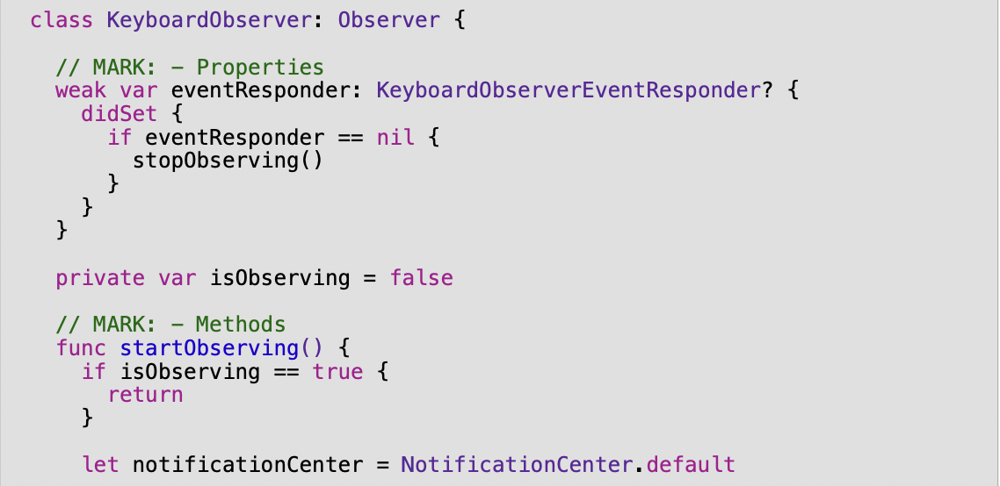 class KeyboardObserver: Observer {
// MARK: – Properties
weak var eventResponder: KeyboardObserverEventResponder? {
didSet {
if eventResponder == nil {
stopObserving()
}
}
}
private var isObserving = false
// MARK: – Methods
func startObserving() {
if isObserving == true {
return
}
let notificationCenter = NotificationCenter.default